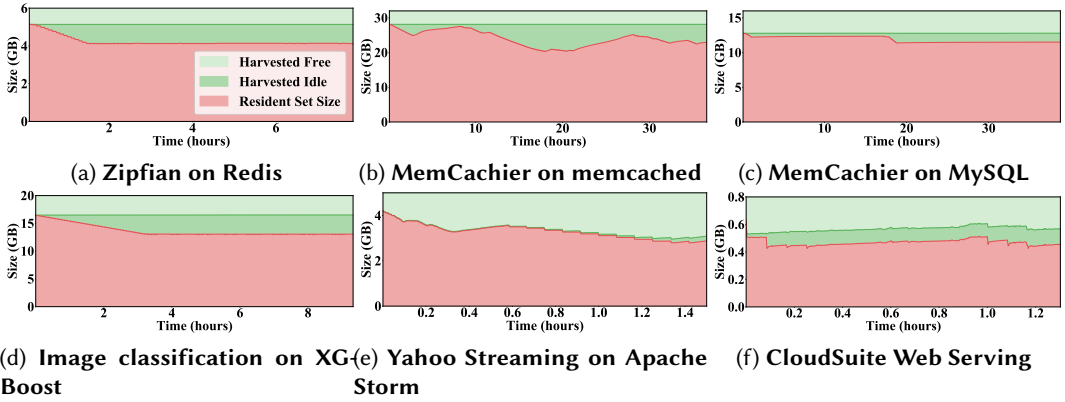 6
4
2
0
Size (GB)
2
4
6
Time (hours)
Harvested Free
Harvested Idle
Resident Set Size
(a) Zipfian on Redis
30
20
10
0
Size (GB)
10
20
30
Time (hours)
(b) MemCachier on memcached
15
10
5
0
Size (GB)
10
20
30
Time (hours)
(c) MemCachier on MySQL
20
15
10
5
0
Size (GB)
2
4
6
8
Time (hours)
(d) Image classification on XG-
Boost
4
2
0
Size (GB)
0.2
0.4
0.6
0.8
1.0
1.2
1.4
Time (hours)
(e) Yahoo Streaming on Apache
Storm
0.8
0.6
0.4
0.2
0.0
Size (GB)
0.2
0.4
0.6
0.8
1.0
1.2
Time (hours)
(f) CloudSuite Web Serving